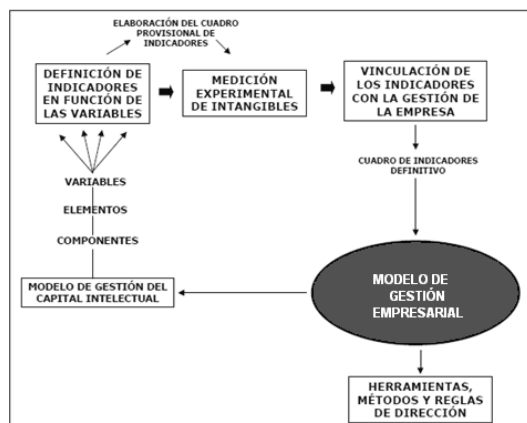 ELABORACIÓN DEL CUADRO
PROVISIONAL DE
INDICADORES
DEFINICIÓN DE
INDICADORES
EN FUNCIÓN DE
LAS VARIABLES
MEDICIÓN
EXPERIMENTAL
DE INTANGIBLES
VINCULACIÓN DE
LOS INDICADORES
CON LA GESTIÓN DE
LA EMPRESA
VARIABLES
ELEMENTOS
COMPONENTES
MODELO DE GESTIÓN DEL
CAPITAL INTELECTUAL
CUADRO DE INDICADORES
DEFINITIVO
MODELO DE
GESTIÓN
EMPRESARIAL
HERRAMIENTAS,
MÉTODOS Y REGLAS
DE DIRECCIÓN